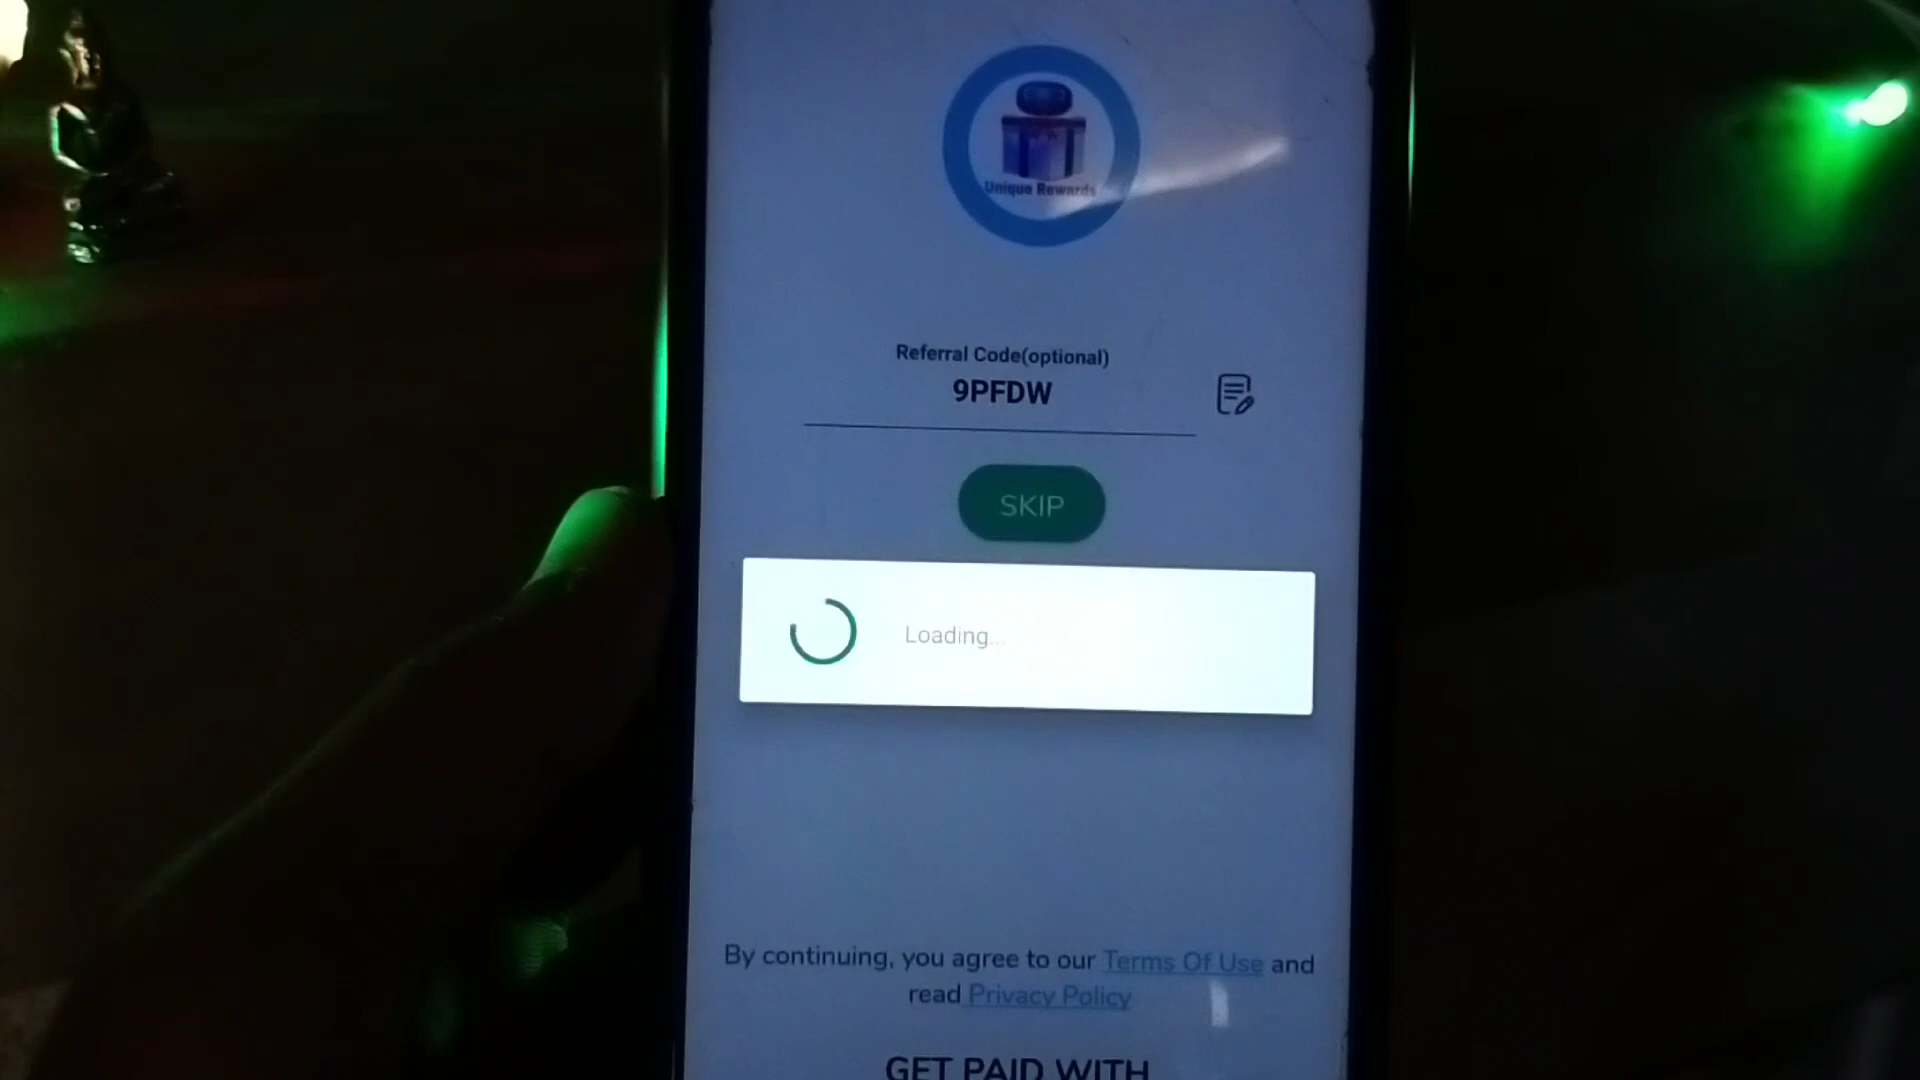 Unique Rewards
Referral Code(optional)
9PFDW
SKIP
Loading...
By continuing, you agree to our Terms Of Use and
read Privacy Policy
GET PAID WITH